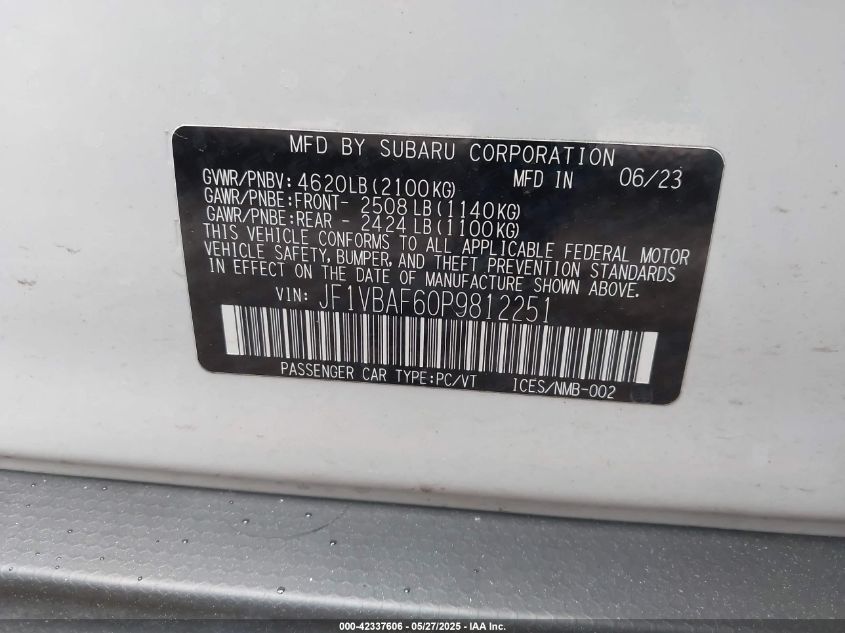 MFD BY SUBARU CORPORATION
GVWR/PNBV: 4620LB(2100KG) MFD IN 06/23
GAWR/PNBE:FRONT- 2508LB(1140KG)
GAWR/PNBE:REAR - 2424LB(1100KG)
THIS VEHICLE CONFORMS TO ALL APPLICABLE FEDERAL MOTOR
VEHICLE SAFETY, BUMPER, AND THEFT PREVENTION STANDARDS
IN EFFECT ON THE DATE OF MANUFACTURE SHOWN ABOVE.
VIN: JF1VBAF60P9812251
PASSENGER CAR TYPE:PC/VT ICES/NMB-002
000-42337606 - 05/27/2025 - IAA Inc.